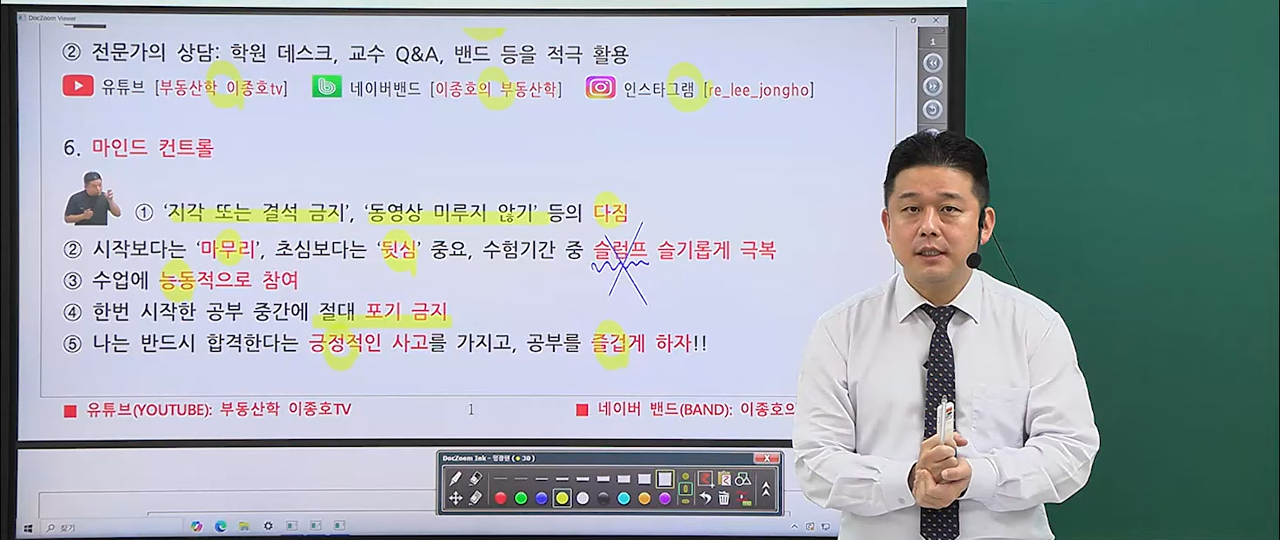 DocZoom Viewer
② 전문가의 상담: 학원 데스크, 교수 Q&A, 밴드 등을 적극 활용
유튜브 [부동산학 이종호tv] 네이버밴드 [이종호의 부동산학] 인스타그램 [re_lee_jongho]
6. 마인드 컨트롤
① ‘지각 또는 결석 금지’, ‘동영상 미루지 않기’ 등의 다짐
② 시작보다는 ‘마무리’, 초심보다는 ‘뒷심’ 중요, 수험기간 중 슬럼프 슬기롭게 극복
③ 수업에 능동적으로 참여
④ 한번 시작한 공부 중간에 절대 포기 금지
⑤ 나는 반드시 합격한다는 긍정적인 사고를 가지고, 공부를 즐겁게 하자!!
■ 유튜브(YOUTUBE): 부동산학 이종호TV 1 ■ 네이버 밴드(BAND): 이종호의
DocZoom Ink - 형광펜 ( 30 )
찾기
1